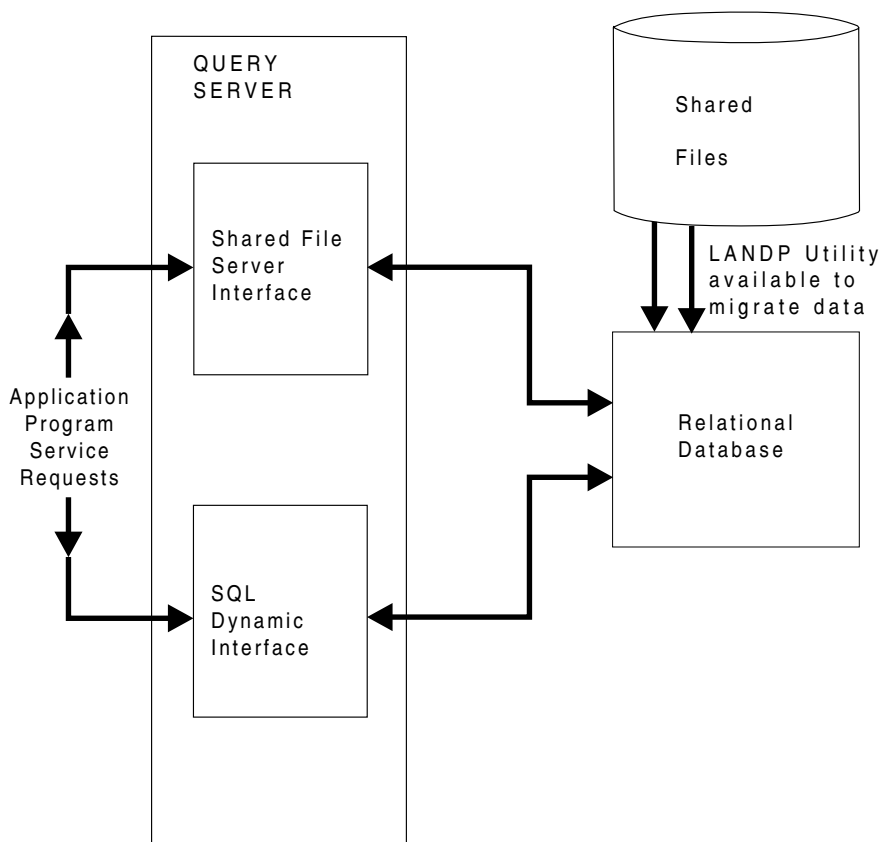 QUERY
SERVER
Shared
Files
Shared File
Server
Interface
LANDP Utility
available to
migrate data
Application
Program
Service
Requests
Relational
Database
SQL
Dynamic
Interface